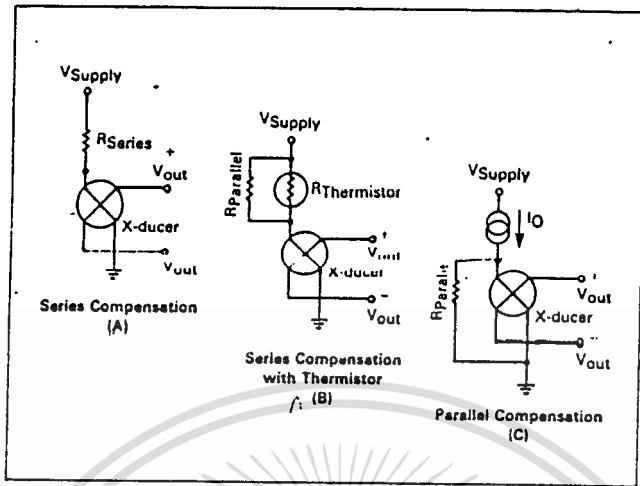 VSupply
RSeries
+
Vout
X-ducer
Vout
Series Compensation
(A)
VSupply
RParallel
RThermistor
+
X-ducer
−
Vout
Series Compensation
with Thermistor
(B)
VSupply
IO
+
Vout
X-ducer
−
Vout
Parallel Compensation
(C)